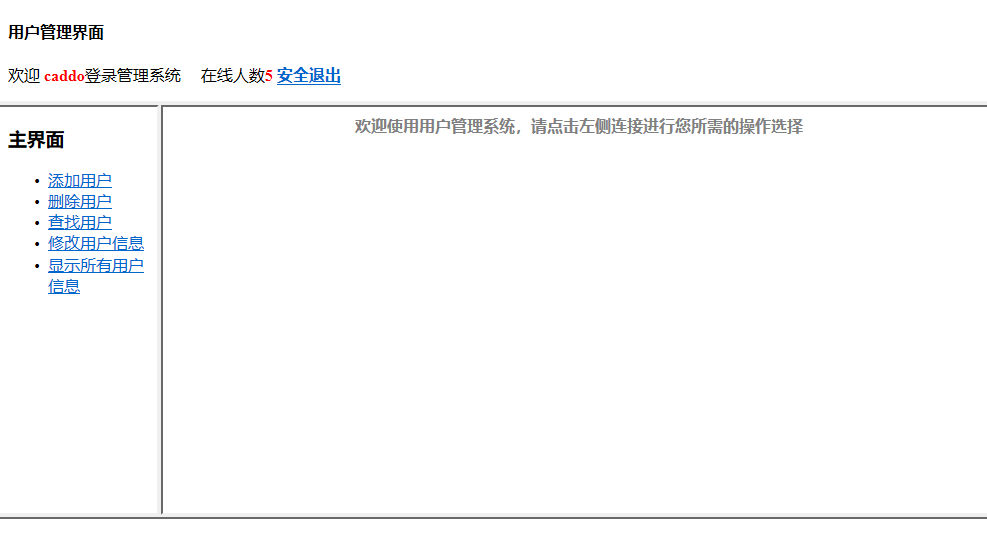 用户管理界面
欢迎 caddo登录管理系统 在线人数5 安全退出
主界面
• 添加用户
• 删除用户
• 查找用户
• 修改用户信息
• 显示所有用户
信息
欢迎使用用户管理系统，请点击左侧连接进行您所需的操作选择